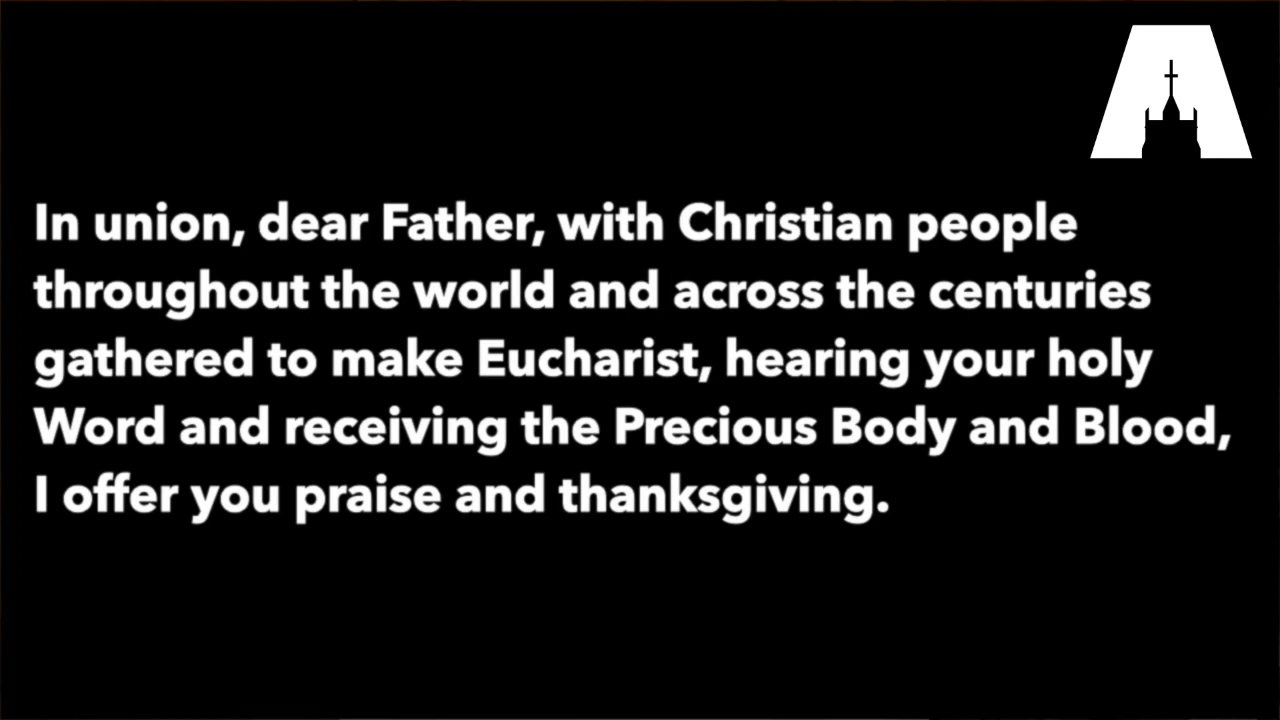 In union, dear Father, with Christian people
throughout the world and across the centuries
gathered to make Eucharist, hearing your holy
Word and receiving the Precious Body and Blood,
I offer you praise and thanksgiving.